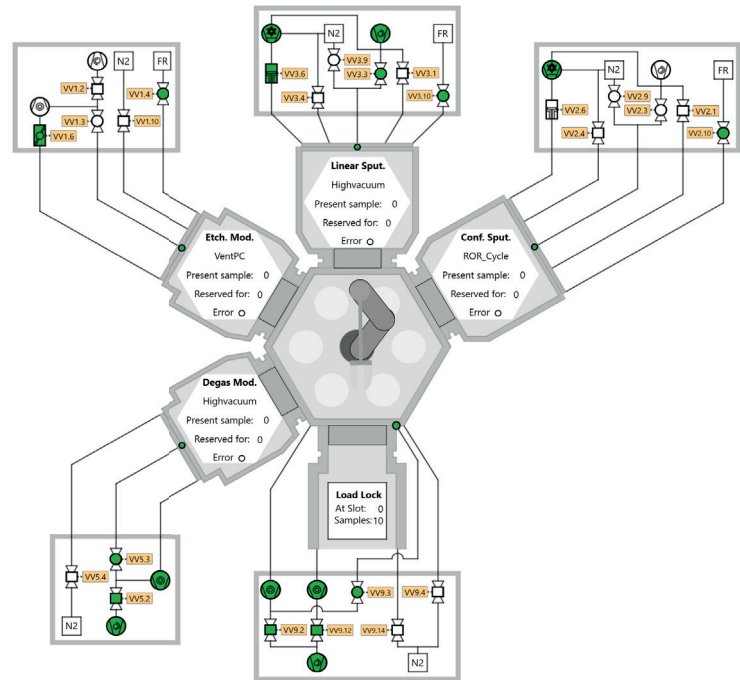 N2
FR
VV1.2
VV1.4
VV1.3
VV1.10
VV1.6
N2
VV3.9
VV3.6
VV3.3
VV3.1
VV3.4
VV3.10
N2
FR
VV2.9
VV2.6
VV2.3
VV2.1
VV2.4
VV2.10
Linear Sput.
Highvacuum
Present sample: 0
Reserved for: 0
Error
Etch. Mod.
VentPC
Present sample: 0
Reserved for: 0
Error
Conf. Sput.
ROR_Cycle
Present sample: 0
Reserved for: 0
Error
Degas Mod.
Highvacuum
Present sample: 0
Reserved for: 0
Error
Load Lock
At Slot: 0
Samples: 10
VV5.3
VV5.4
VV5.2
N2
VV9.3
VV9.4
VV9.2
VV9.12
VV9.14
N2